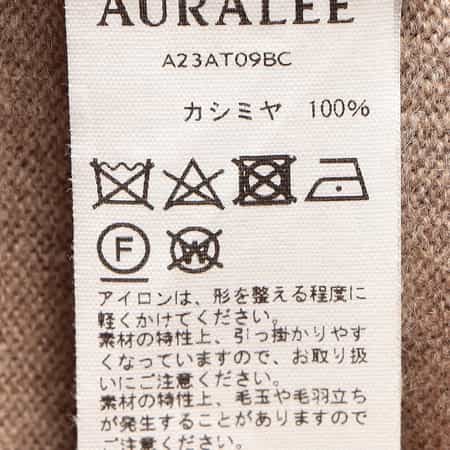 AURALEE
A23AT09BC
カシミヤ 100%
F W
アイロンは、形を整える程度に
軽くかけてください。
素材の特性上、引っ掛かりやす
くなっていますので、お取り扱
いにご注意ください。
素材の特性上、毛玉や毛羽立ち
が発生することがありますので
ご注意ください。